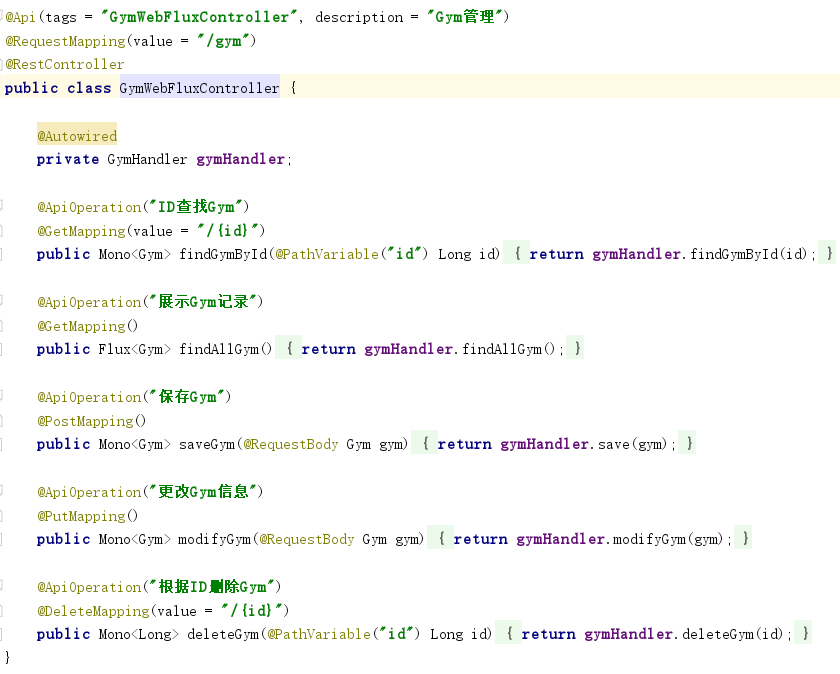 @Api(tags = "GymWebFluxController", description = "Gym管理")
@RequestMapping(value = "/gym")
@RestController
public class GymWebFluxController {
@Autowired
private GymHandler gymHandler;
@ApiOperation("ID查找Gym")
@GetMapping(value = "/{id}")
public Mono<Gym> findGymById(@PathVariable("id") Long id) { return gymHandler.findGymById(id); }
@ApiOperation("展示Gym记录")
@GetMapping()
public Flux<Gym> findAllGym() { return gymHandler.findAllGym(); }
@ApiOperation("保存Gym")
@PostMapping()
public Mono<Gym> saveGym(@RequestBody Gym gym) { return gymHandler.save(gym); }
@ApiOperation("更改Gym信息")
@PutMapping()
public Mono<Gym> modifyGym(@RequestBody Gym gym) { return gymHandler.modifyGym(gym); }
@ApiOperation("根据ID删除Gym")
@DeleteMapping(value = "/{id}")
public Mono<Long> deleteGym(@PathVariable("id") Long id) { return gymHandler.deleteGym(id); }
}